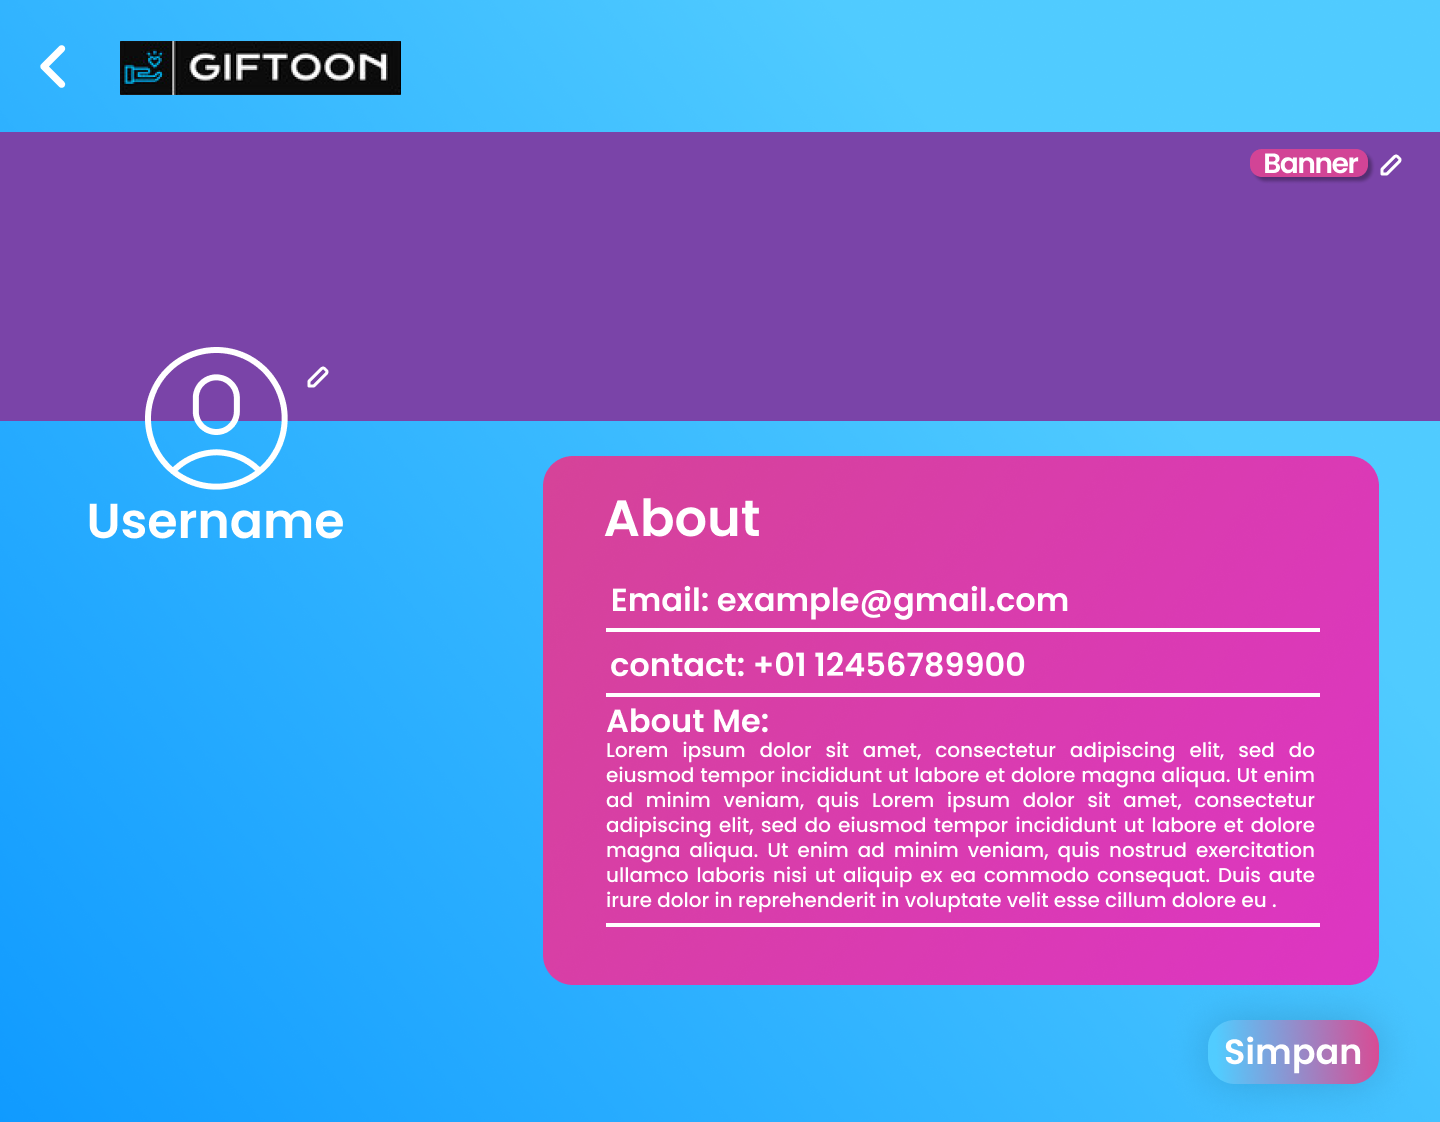 GIFTOON
Banner
Username
About
Email: example@gmail.com
contact: +01 12456789900
About Me:
Lorem ipsum dolor sit amet, consectetur adipiscing elit, sed do
eiusmod tempor incididunt ut labore et dolore magna aliqua. Ut enim
ad minim veniam, quis Lorem ipsum dolor sit amet, consectetur
adipiscing elit, sed do eiusmod tempor incididunt ut labore et dolore
magna aliqua. Ut enim ad minim veniam, quis nostrud exercitation
ullamco laboris nisi ut aliquip ex ea commodo consequat. Duis aute
irure dolor in reprehenderit in voluptate velit esse cillum dolore eu .
Simpan